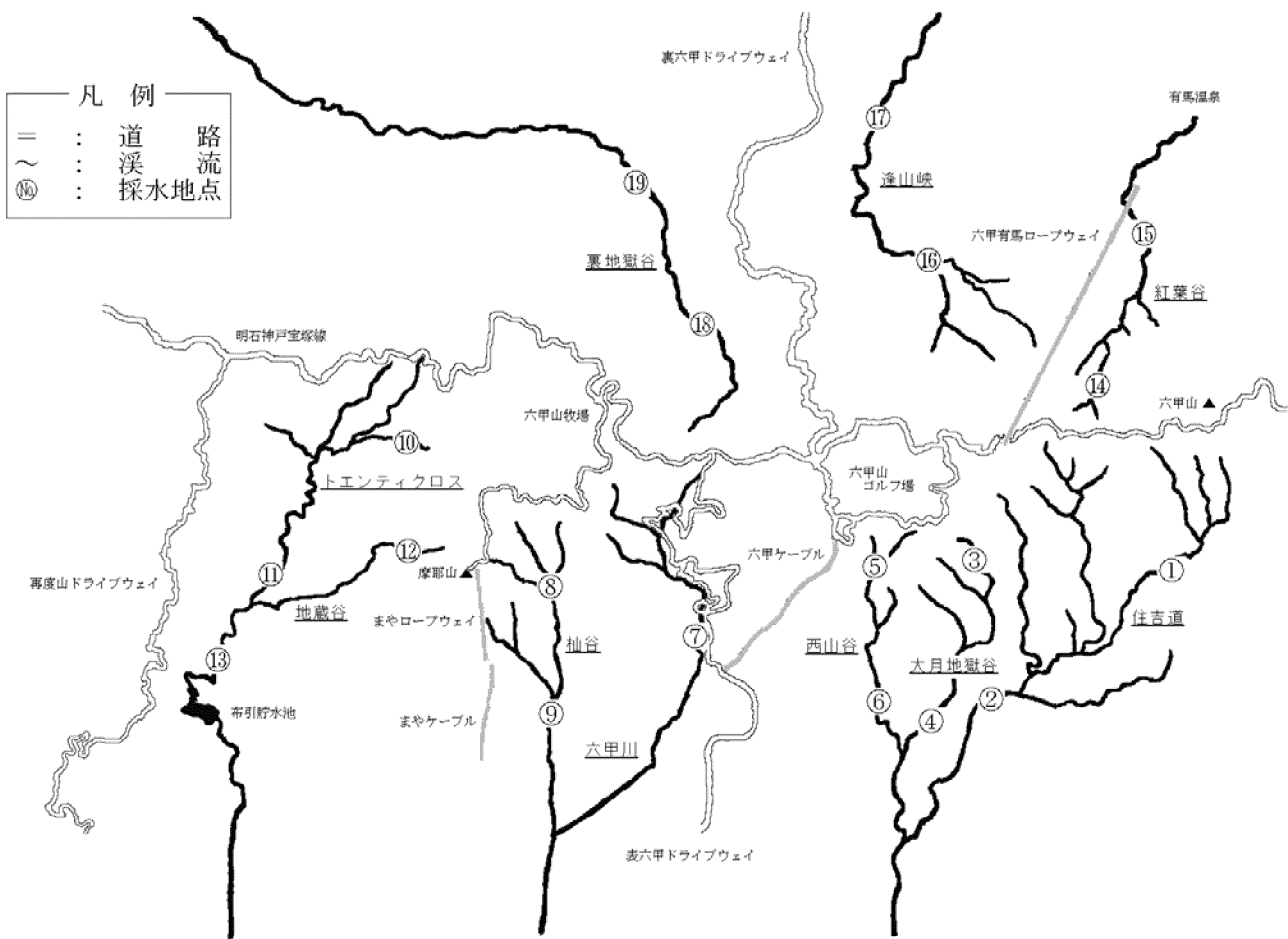 凡 例
= : 道 路
～ : 渓 流
№ : 採水地点
裏六甲ドライブウェイ
有馬温泉
⑰
逢山峡
⑲
六甲有馬ロープウェイ
⑮
裏地獄谷
⑯
紅葉谷
⑱
明石神戸宝塚線
⑭
六甲山牧場
六甲山▲
⑩
トエンティクロス
六甲山
ゴルフ場
⑫
六甲ケーブル
③
⑤
①
再度山ドライブウェイ
⑪
摩耶山▲
⑧
地蔵谷
まやロープウェイ
杣谷
⑦
西山谷
住吉道
大月地獄谷
⑬
②
⑥
④
布引貯水池
まやケーブル
⑨
六甲川
表六甲ドライブウェイ